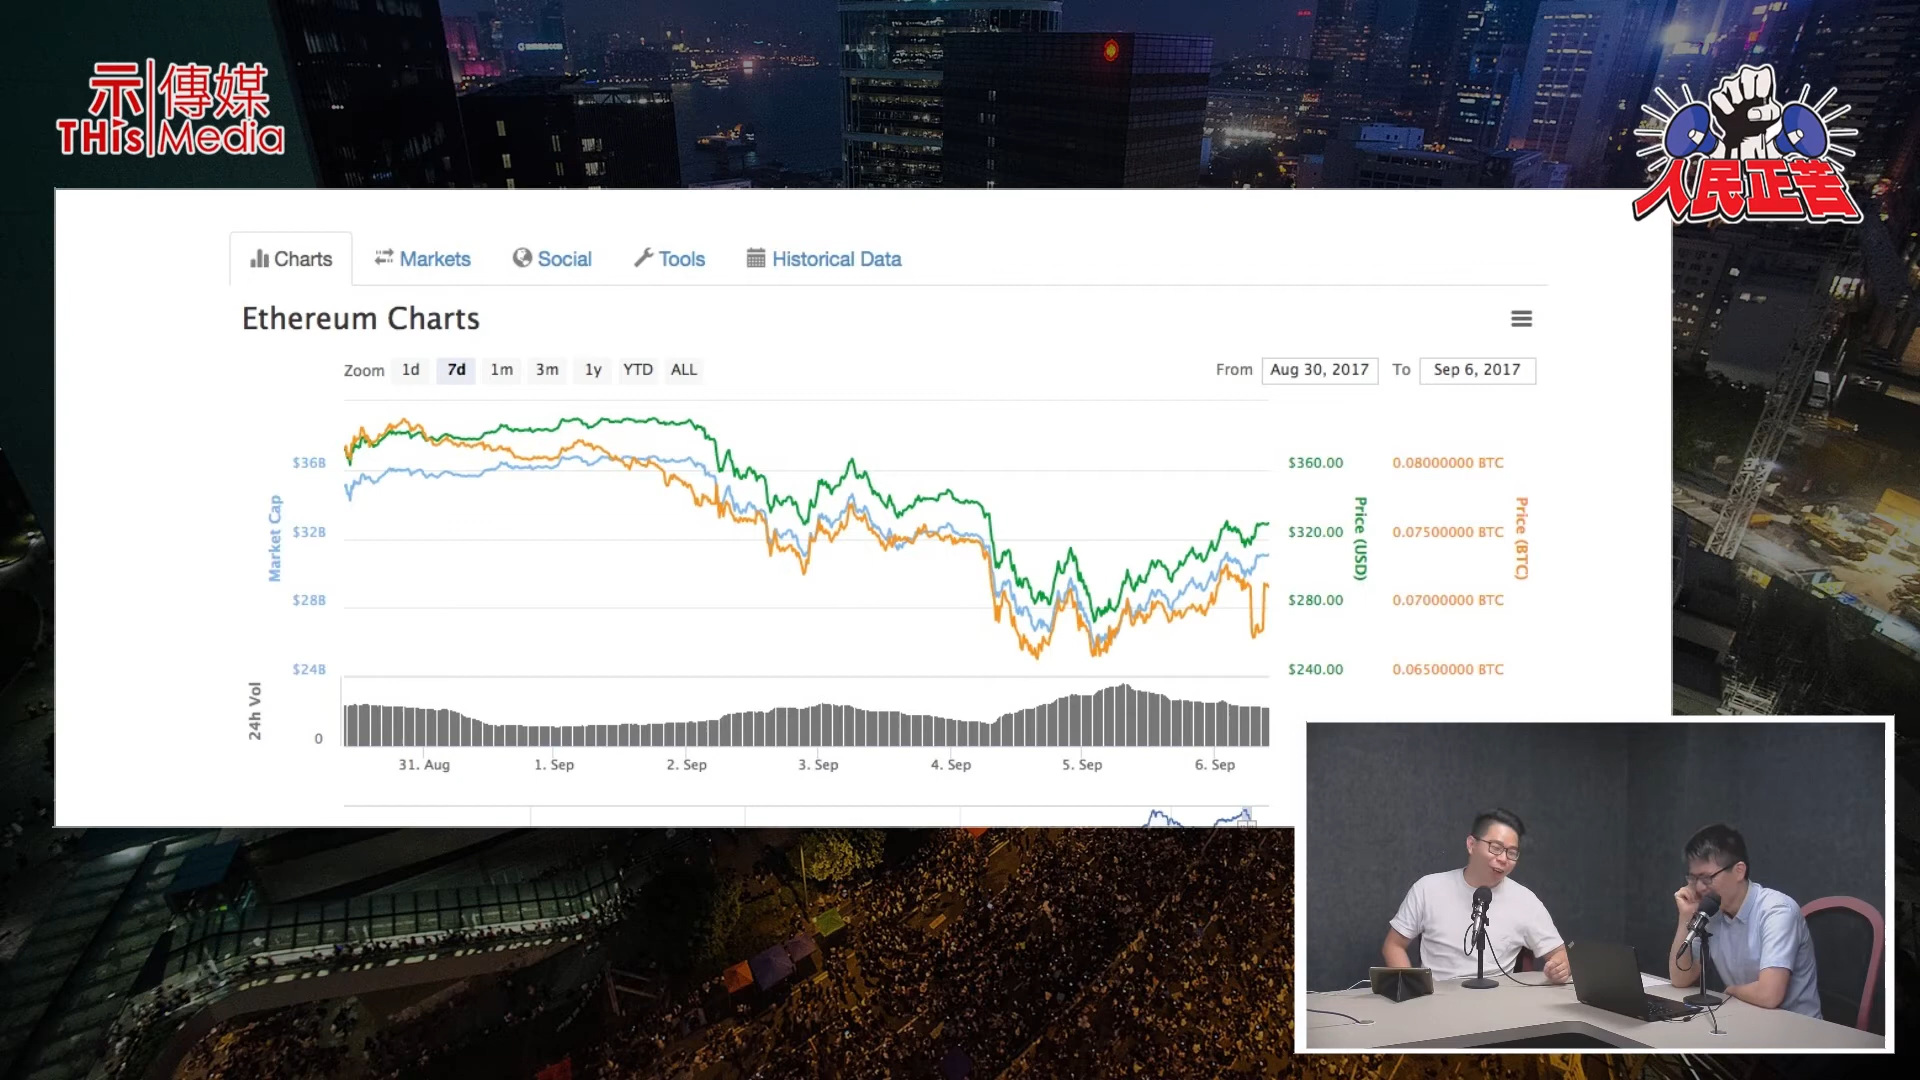 示傳媒
THis Media
人民正苦
Charts
Markets
Social
Tools
Historical Data
Ethereum Charts
Zoom 1d 7d 1m 3m 1y YTD ALL
From Aug 30, 2017 To Sep 6, 2017
$36B
$32B
$28B
$24B
Market Cap
$360.00
$320.00
$280.00
$240.00
Price (USD)
0.08000000 BTC
0.07500000 BTC
0.07000000 BTC
0.06500000 BTC
Price (BTC)
24h Vol
0
31. Aug
1. Sep
2. Sep
3. Sep
4. Sep
5. Sep
6. Sep